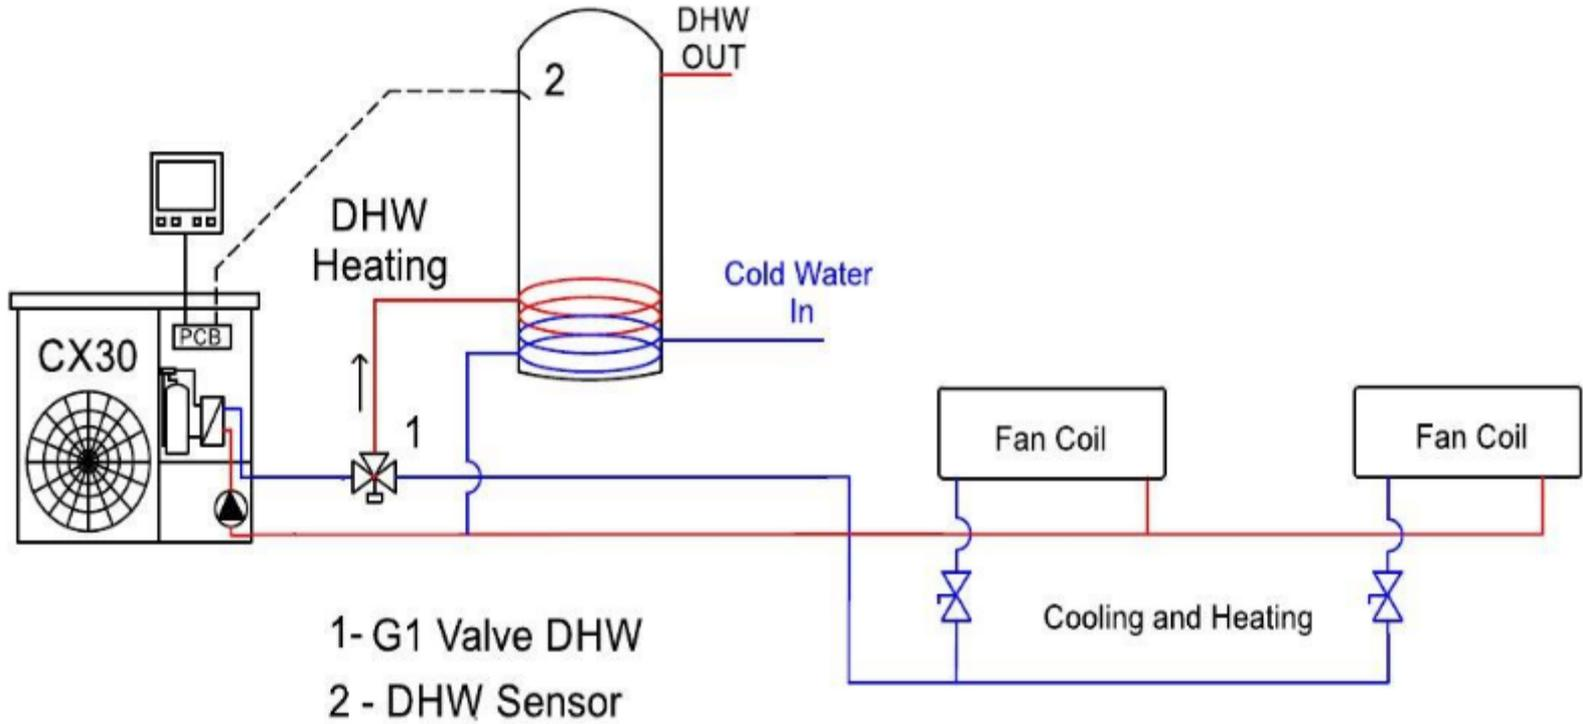 DHW
OUT
2
DHW
Heating
Cold Water
In
PCB
CX30
1
Fan Coil
Fan Coil
Cooling and Heating
1- G1 Valve DHW
2 - DHW Sensor